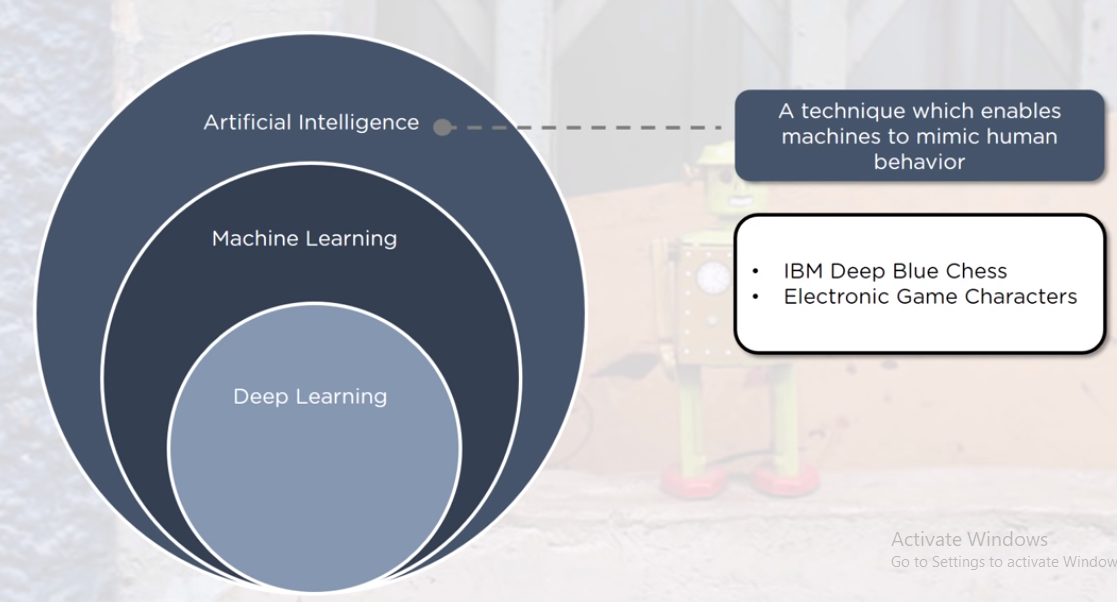 Artificial Intelligence
A technique which enables
machines to mimic human
behavior
Machine Learning
• IBM Deep Blue Chess
• Electronic Game Characters
Deep Learning
Activate Windows
Go to Settings to activate Window